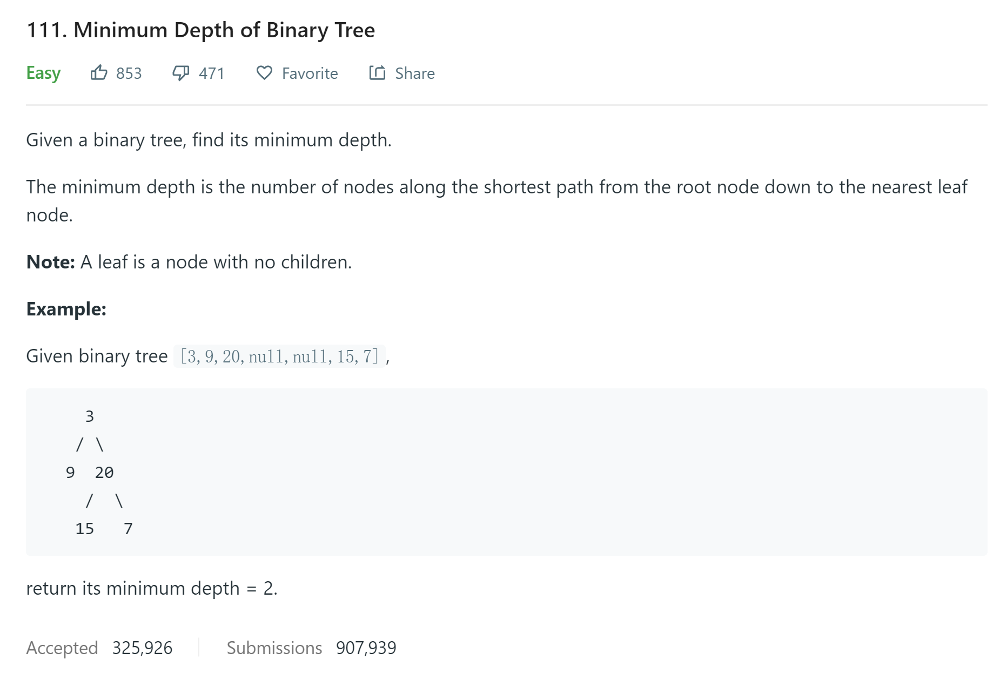 111. Minimum Depth of Binary Tree
Easy 853 471 Favorite Share
Given a binary tree, find its minimum depth.
The minimum depth is the number of nodes along the shortest path from the root node down to the nearest leaf
node.
Note: A leaf is a node with no children.
Example:
Given binary tree [3,9,20,null,null,15,7],
3
/ \
9 20
/ \
15 7
return its minimum depth = 2.
Accepted 325,926 Submissions 907,939